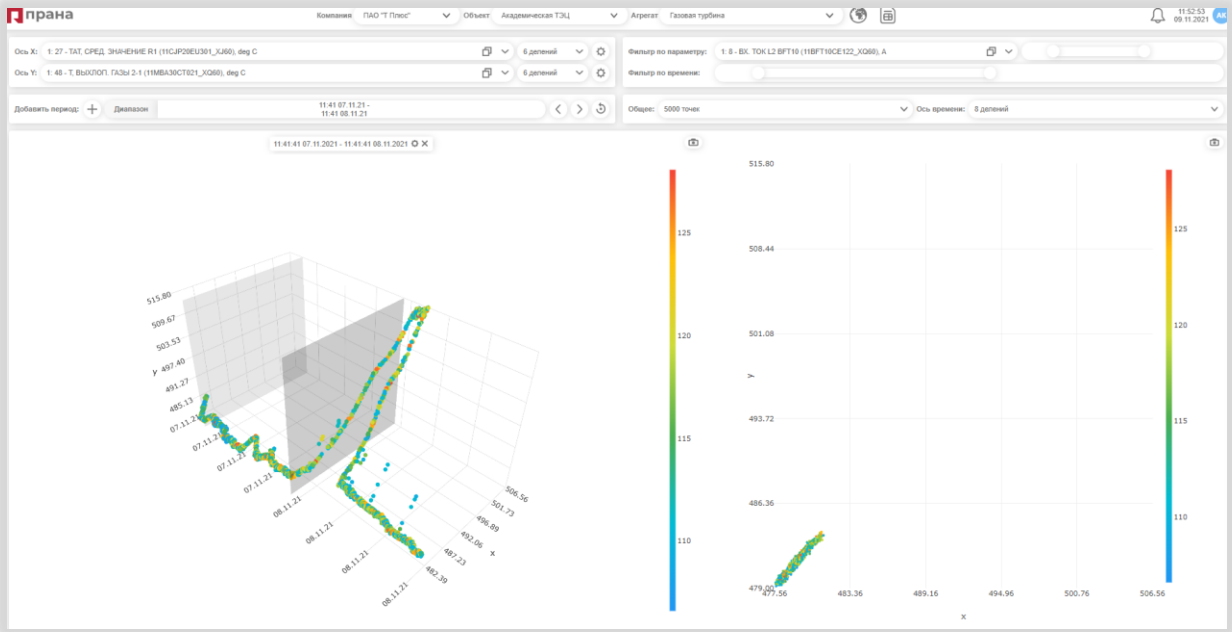 прана
Компания ПАО "Т Плюс" Объект Академическая ТЭЦ Агрегат Газовая турбина
11:52:53
09.11.2021
АК
Ось X: 1: 27 - ТАТ, СРЕД. ЗНАЧЕНИЕ R1 (11CJP20EU301_XJ60), deg C 6 делений
Фильтр по параметру: 1: 8 - ВХ. ТОК L2 BFT10 (11BFT10CE122_XQ60), A
Ось Y: 1: 48 - Т, ВЫХЛОП. ГАЗЫ 2-1 (11MBA30CT021_XQ60), deg C 6 делений
Фильтр по времени:
Добавить период: Диапазон
11:41 07.11.21 -
11:41 08.11.21
Общее: 5000 точек Ось времени: 8 делений
11:41:41 07.11.2021 - 11:41:41 08.11.2021
515.80
509.67
503.53
y 497.40
491.27
485.13
07.11.21
07.11.21
07.11.21
07.11.21
08.11.21
08.11.21
08.11.21
08.11.21
506.56
501.73
496.89
492.06 x
487.23
482.39
125
120
115
110
515.80
508.44
501.08
y
493.72
486.36
479.00
477.56 483.36 489.16 494.96 500.76 506.56
x
125
120
115
110